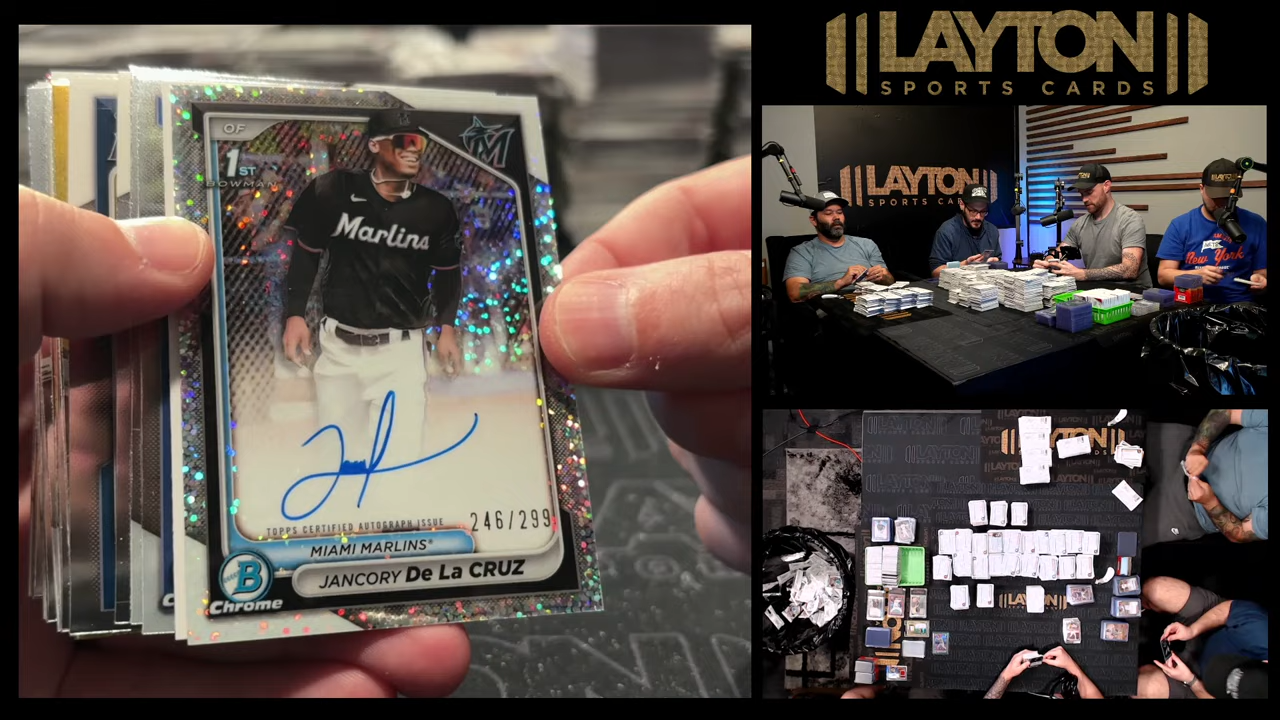 OF
1ST
BOWMAN
M
Marlins
TOPPS CERTIFIED AUTOGRAPH ISSUE
246/299
MIAMI MARLINS®
JANCORY De La CRUZ
B
Chrome
LAYTON
SPORTS CARDS
LAYTON
SPORTS CARDS
New York
LAYTON
LAYTON